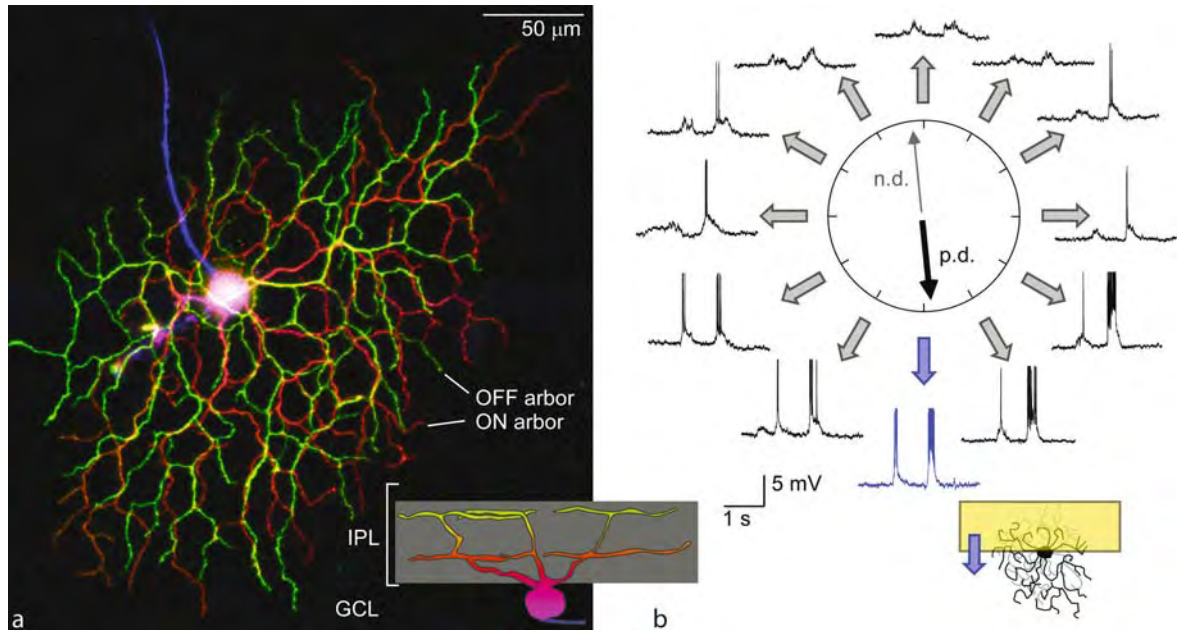 50 μm
OFF arbor
ON arbor
IPL
GCL
a
n.d.
p.d.
5 mV
1 s
b